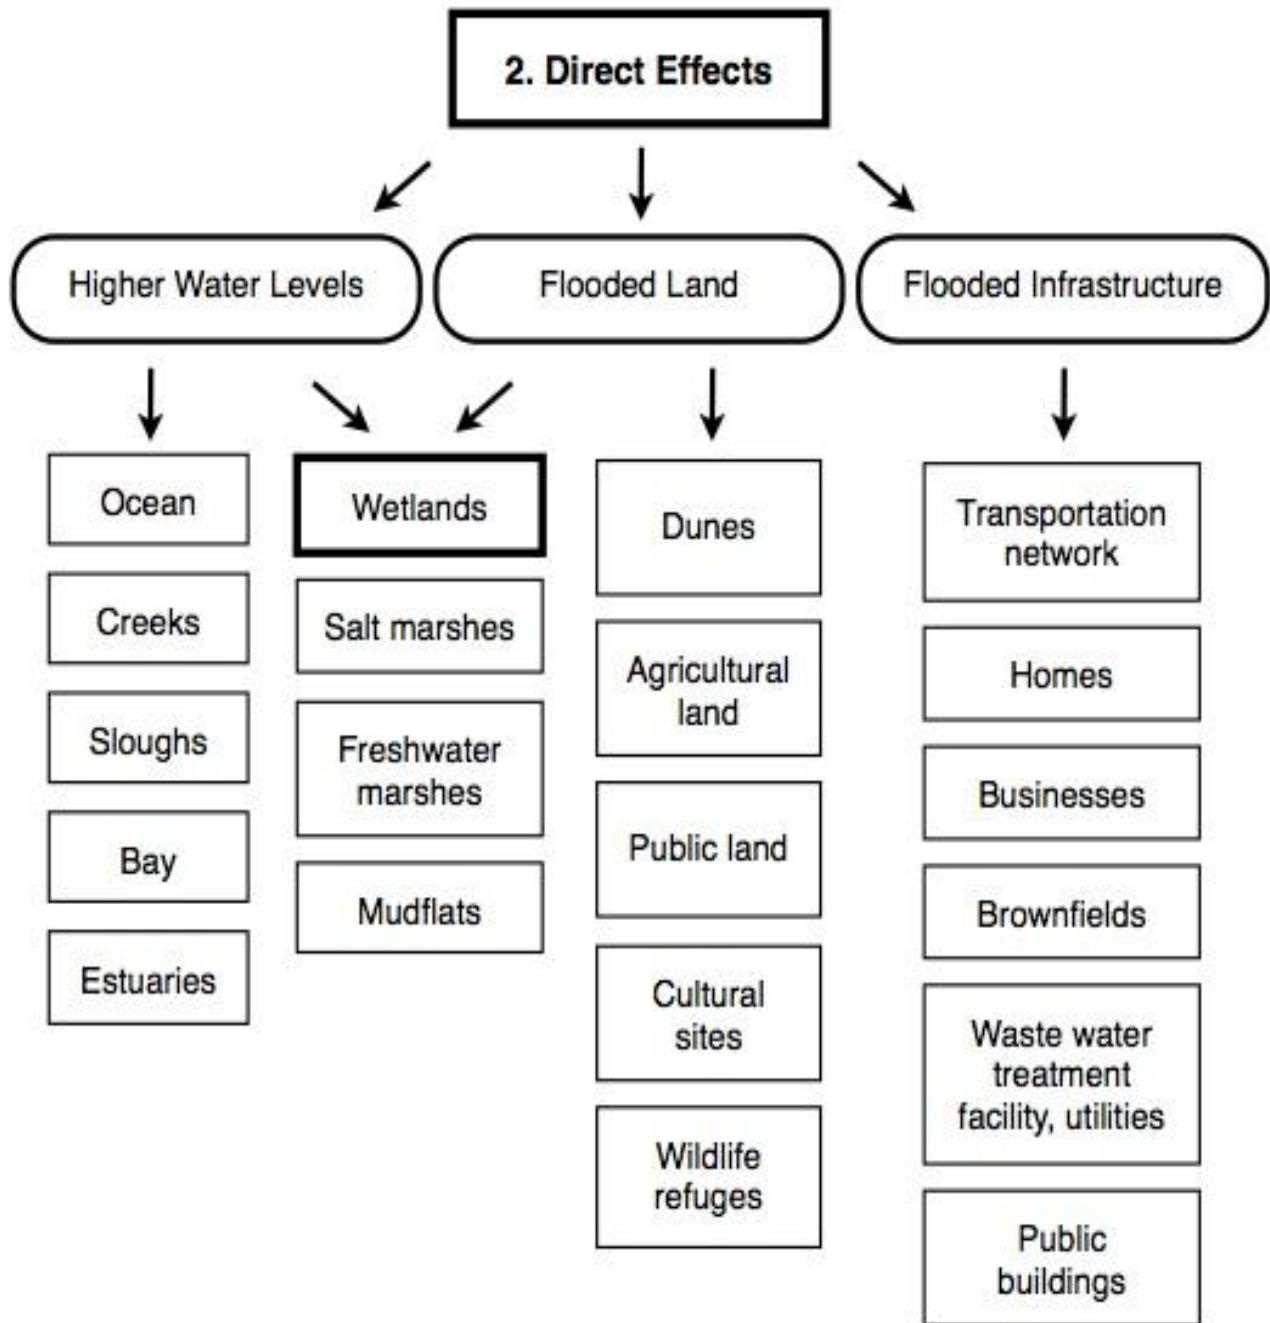 2. Direct Effects
Higher Water Levels
Flooded Land
Flooded Infrastructure
Ocean
Creeks
Sloughs
Bay
Estuaries
Wetlands
Salt marshes
Freshwater
marshes
Mudflats
Dunes
Agricultural
land
Public land
Cultural
sites
Wildlife
refuges
Transportation
network
Homes
Businesses
Brownfields
Waste water
treatment
facility, utilities
Public
buildings